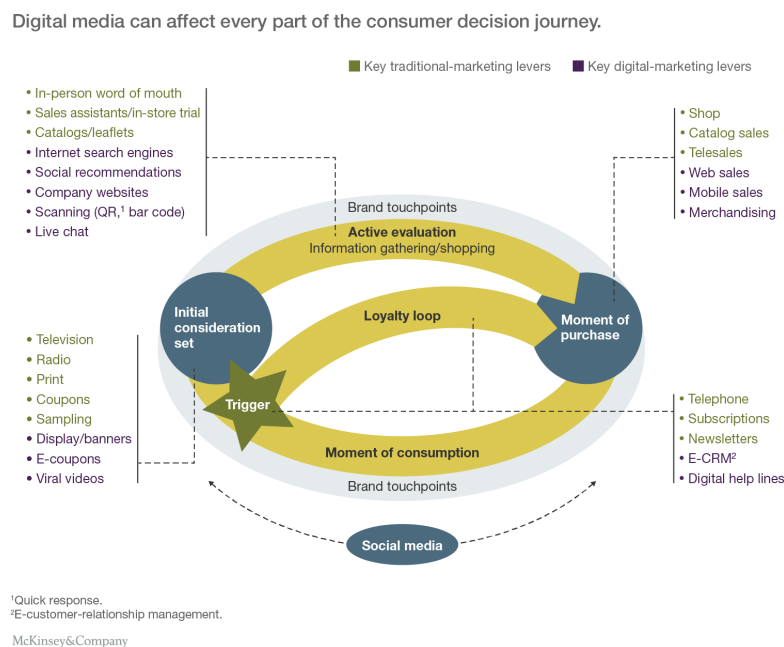 Digital media can affect every part of the consumer decision journey.
Key traditional-marketing levers
Key digital-marketing levers
• In-person word of mouth
• Sales assistants/in-store trial
• Catalogs/leaflets
• Internet search engines
• Social recommendations
• Company websites
• Scanning (QR,¹ bar code)
• Live chat
• Shop
• Catalog sales
• Telesales
• Web sales
• Mobile sales
• Merchandising
Brand touchpoints
Active evaluation
Information gathering/shopping
Initial
consideration
set
Loyalty loop
Moment of
purchase
• Television
• Radio
• Print
• Coupons
• Sampling
• Display/banners
• E-coupons
• Viral videos
Trigger
Moment of consumption
Brand touchpoints
• Telephone
• Subscriptions
• Newsletters
• E-CRM²
• Digital help lines
Social media
¹Quick response.
²E-customer-relationship management.
McKinsey&Company